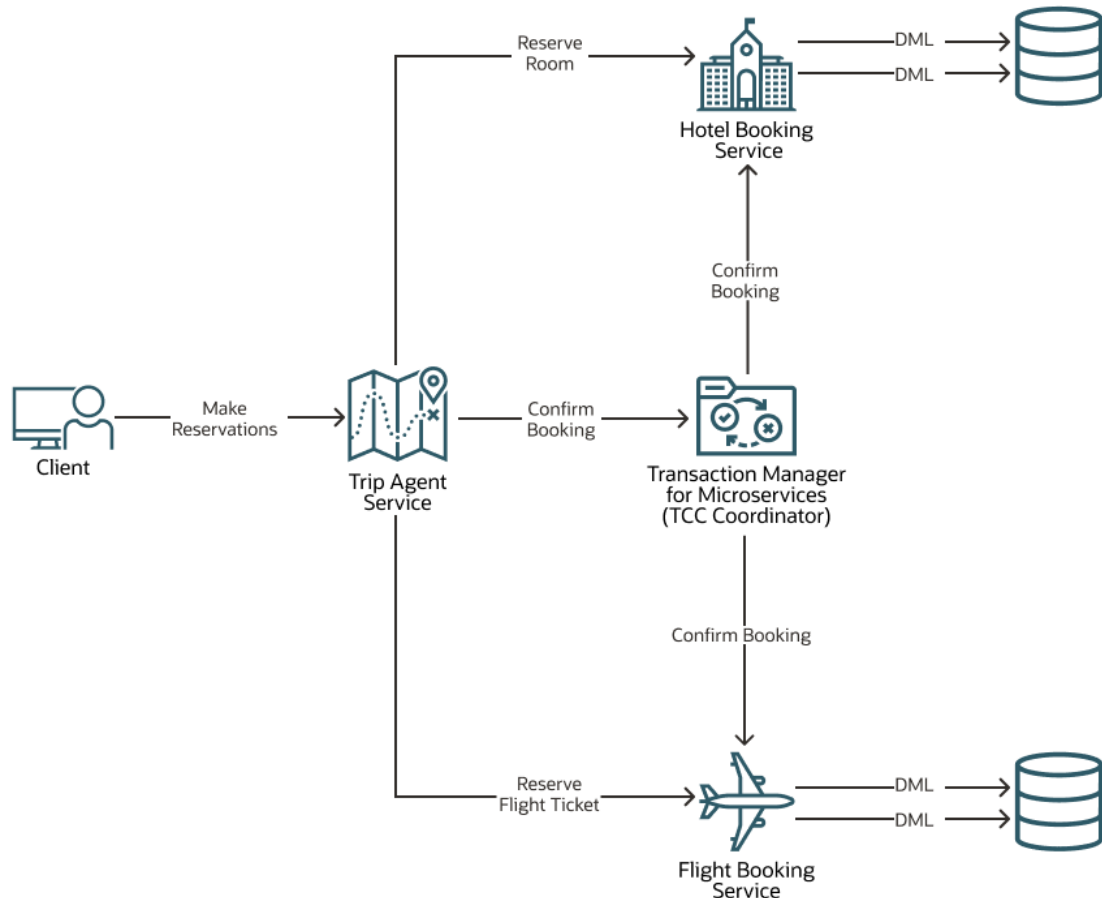 Reserve
Room
DML
DML
Hotel Booking
Service
Confirm
Booking
Make
Reservations
Confirm
Booking
Client
Trip Agent
Service
Transaction Manager
for Microservices
(TCC Coordinator)
Confirm Booking
Reserve
Flight Ticket
DML
DML
Flight Booking
Service